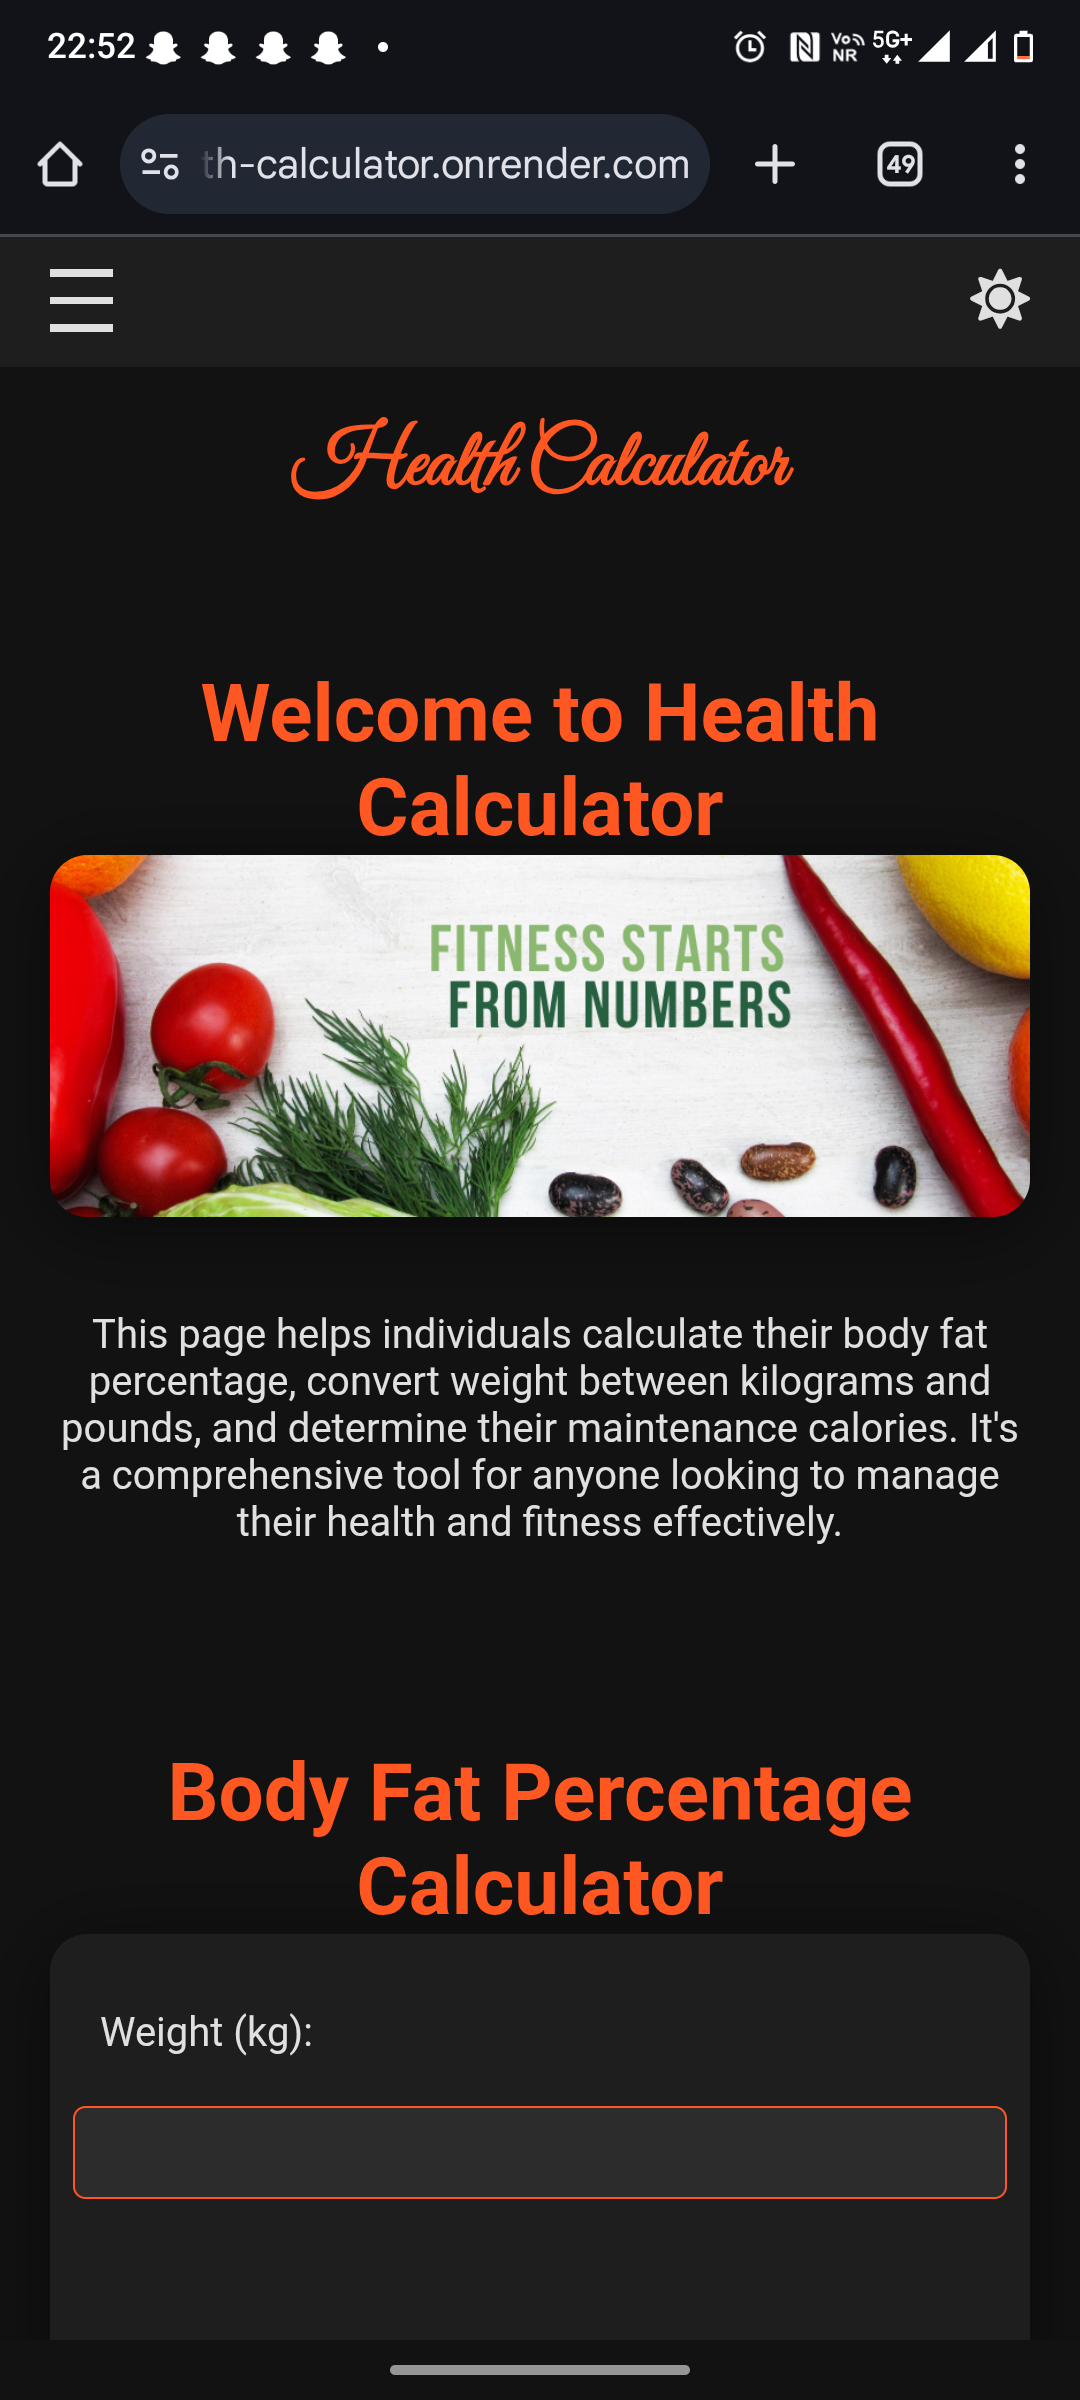 22:52
Vo NR 5G+
th-calculator.onrender.com
49
Health Calculator
Welcome to Health
Calculator
FITNESS STARTS
FROM NUMBERS
This page helps individuals calculate their body fat
percentage, convert weight between kilograms and
pounds, and determine their maintenance calories. It's
a comprehensive tool for anyone looking to manage
their health and fitness effectively.
Body Fat Percentage
Calculator
Weight (kg):